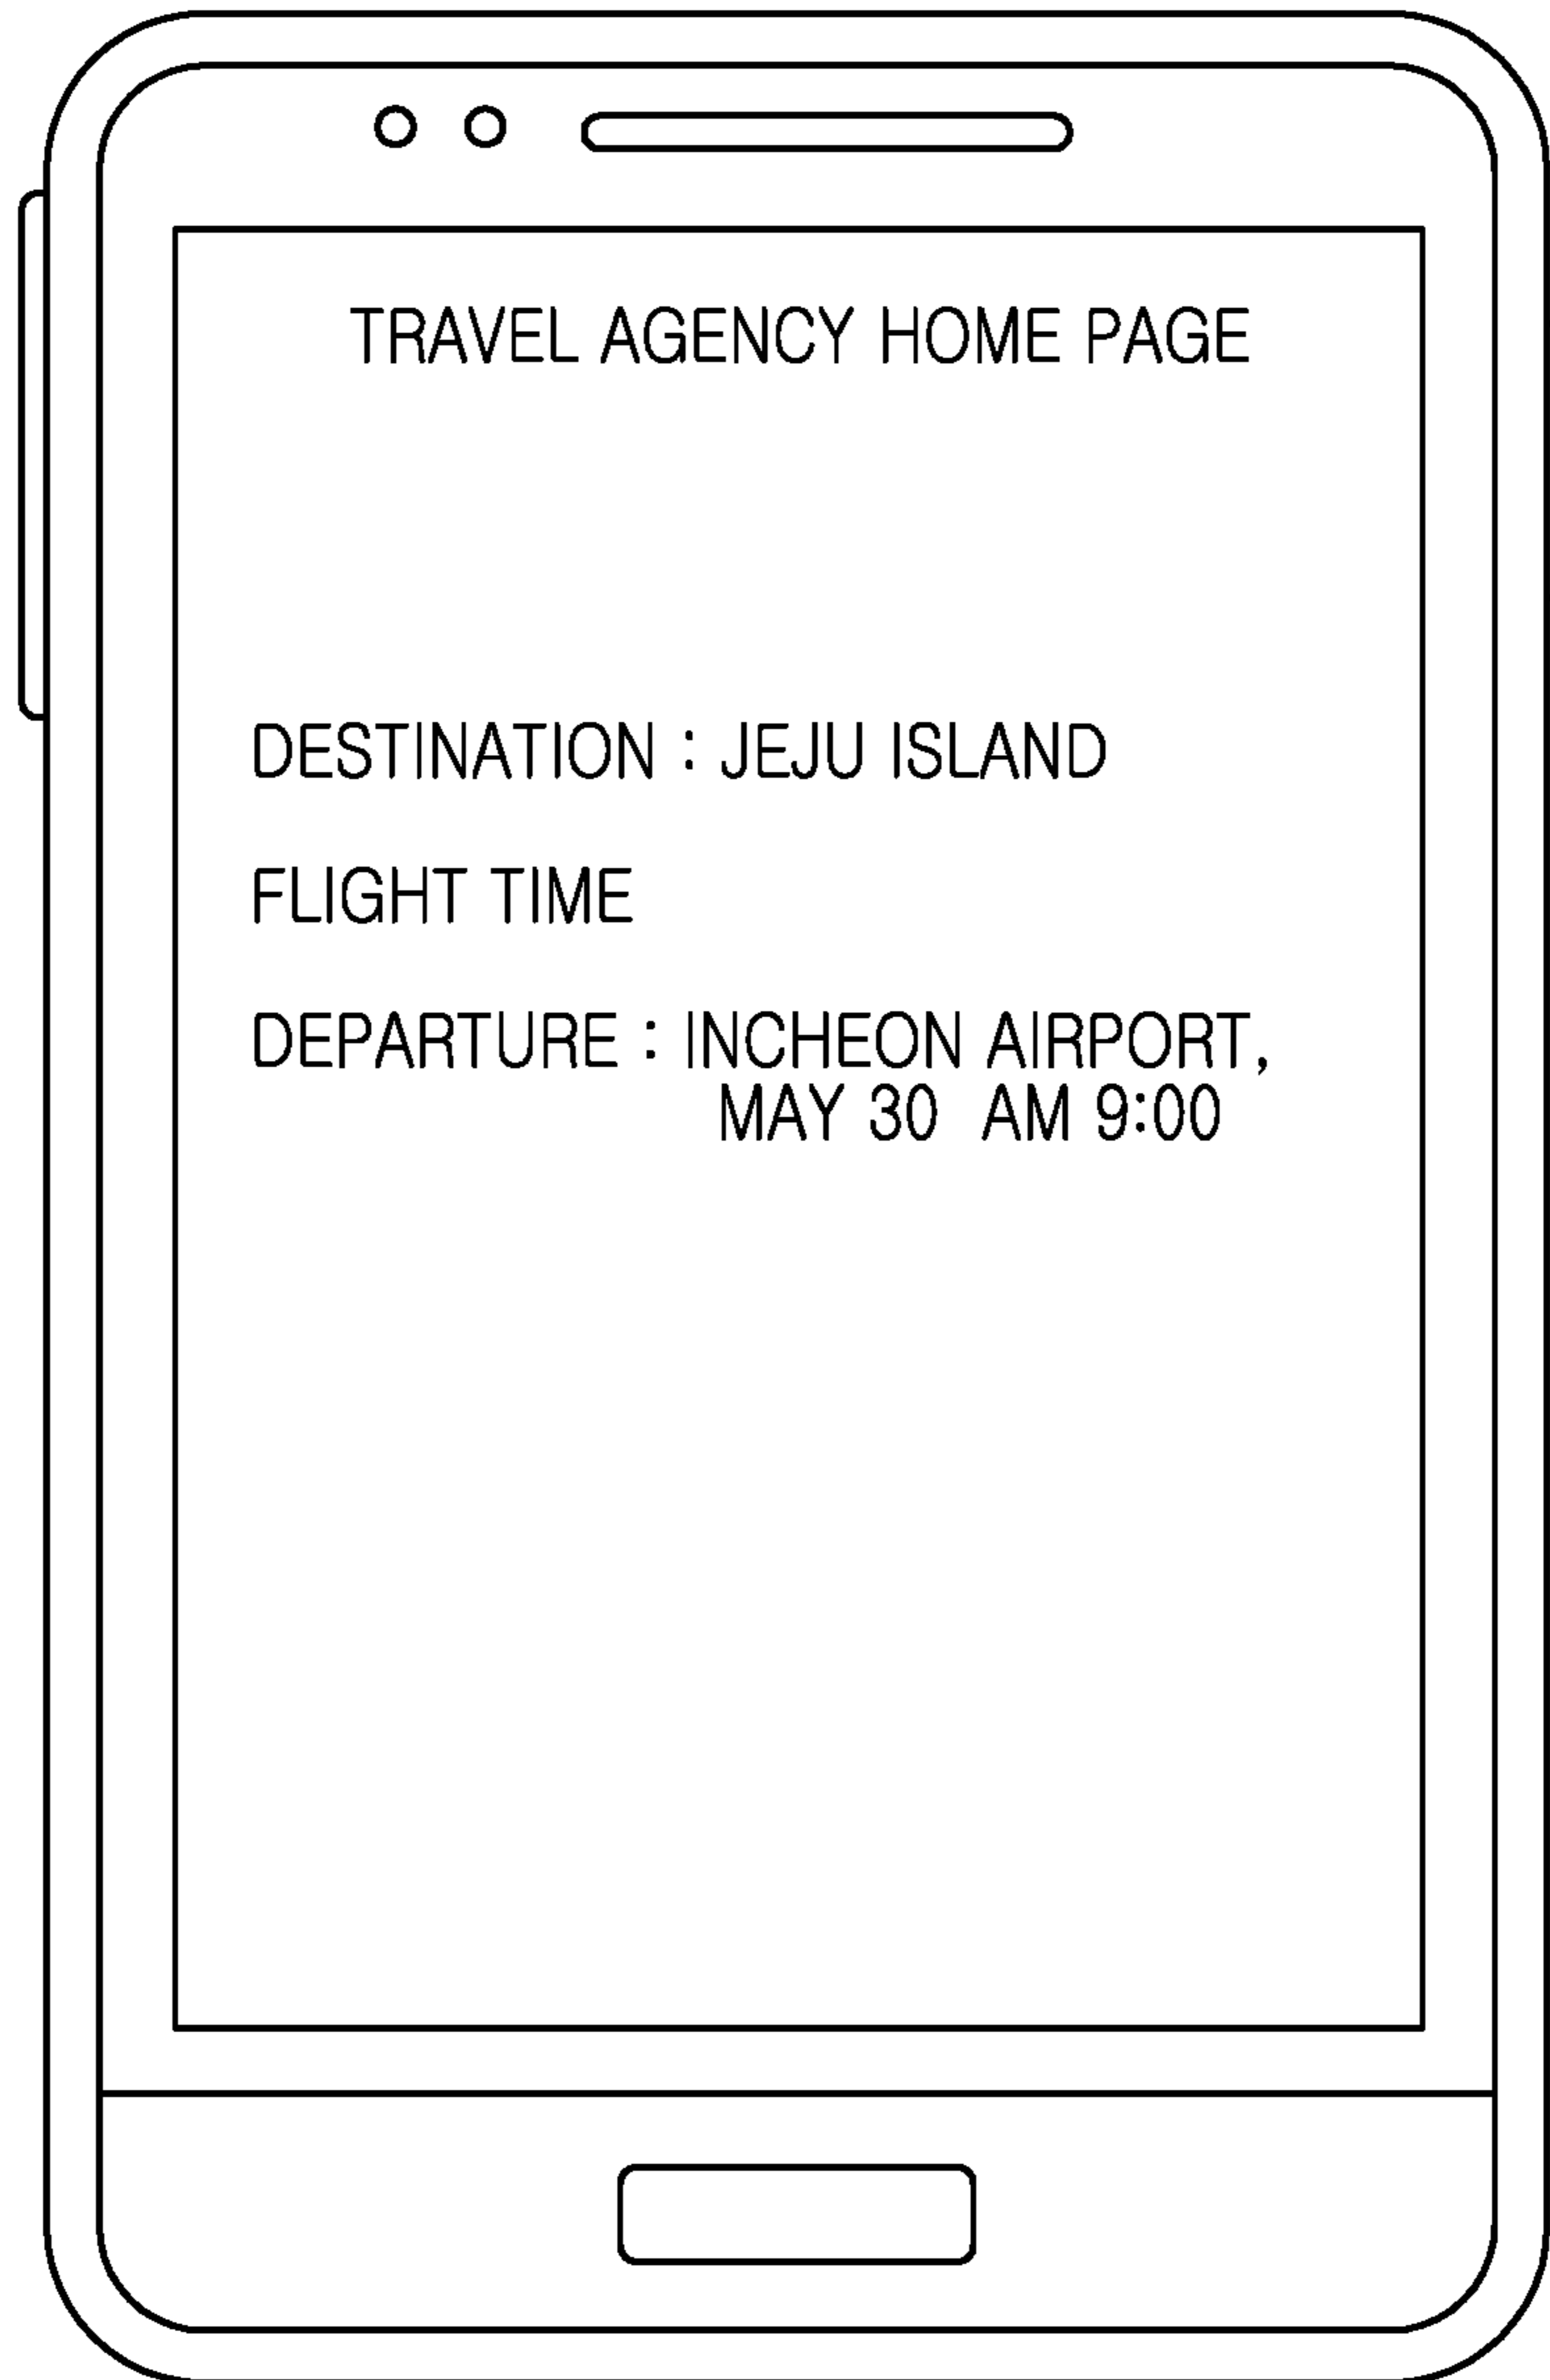 TRAVEL AGENCY HOME PAGE
DESTINATION : JEJU ISLAND
FLIGHT TIME
DEPARTURE : INCHEON AIRPORT,
MAY 30 AM 9:00